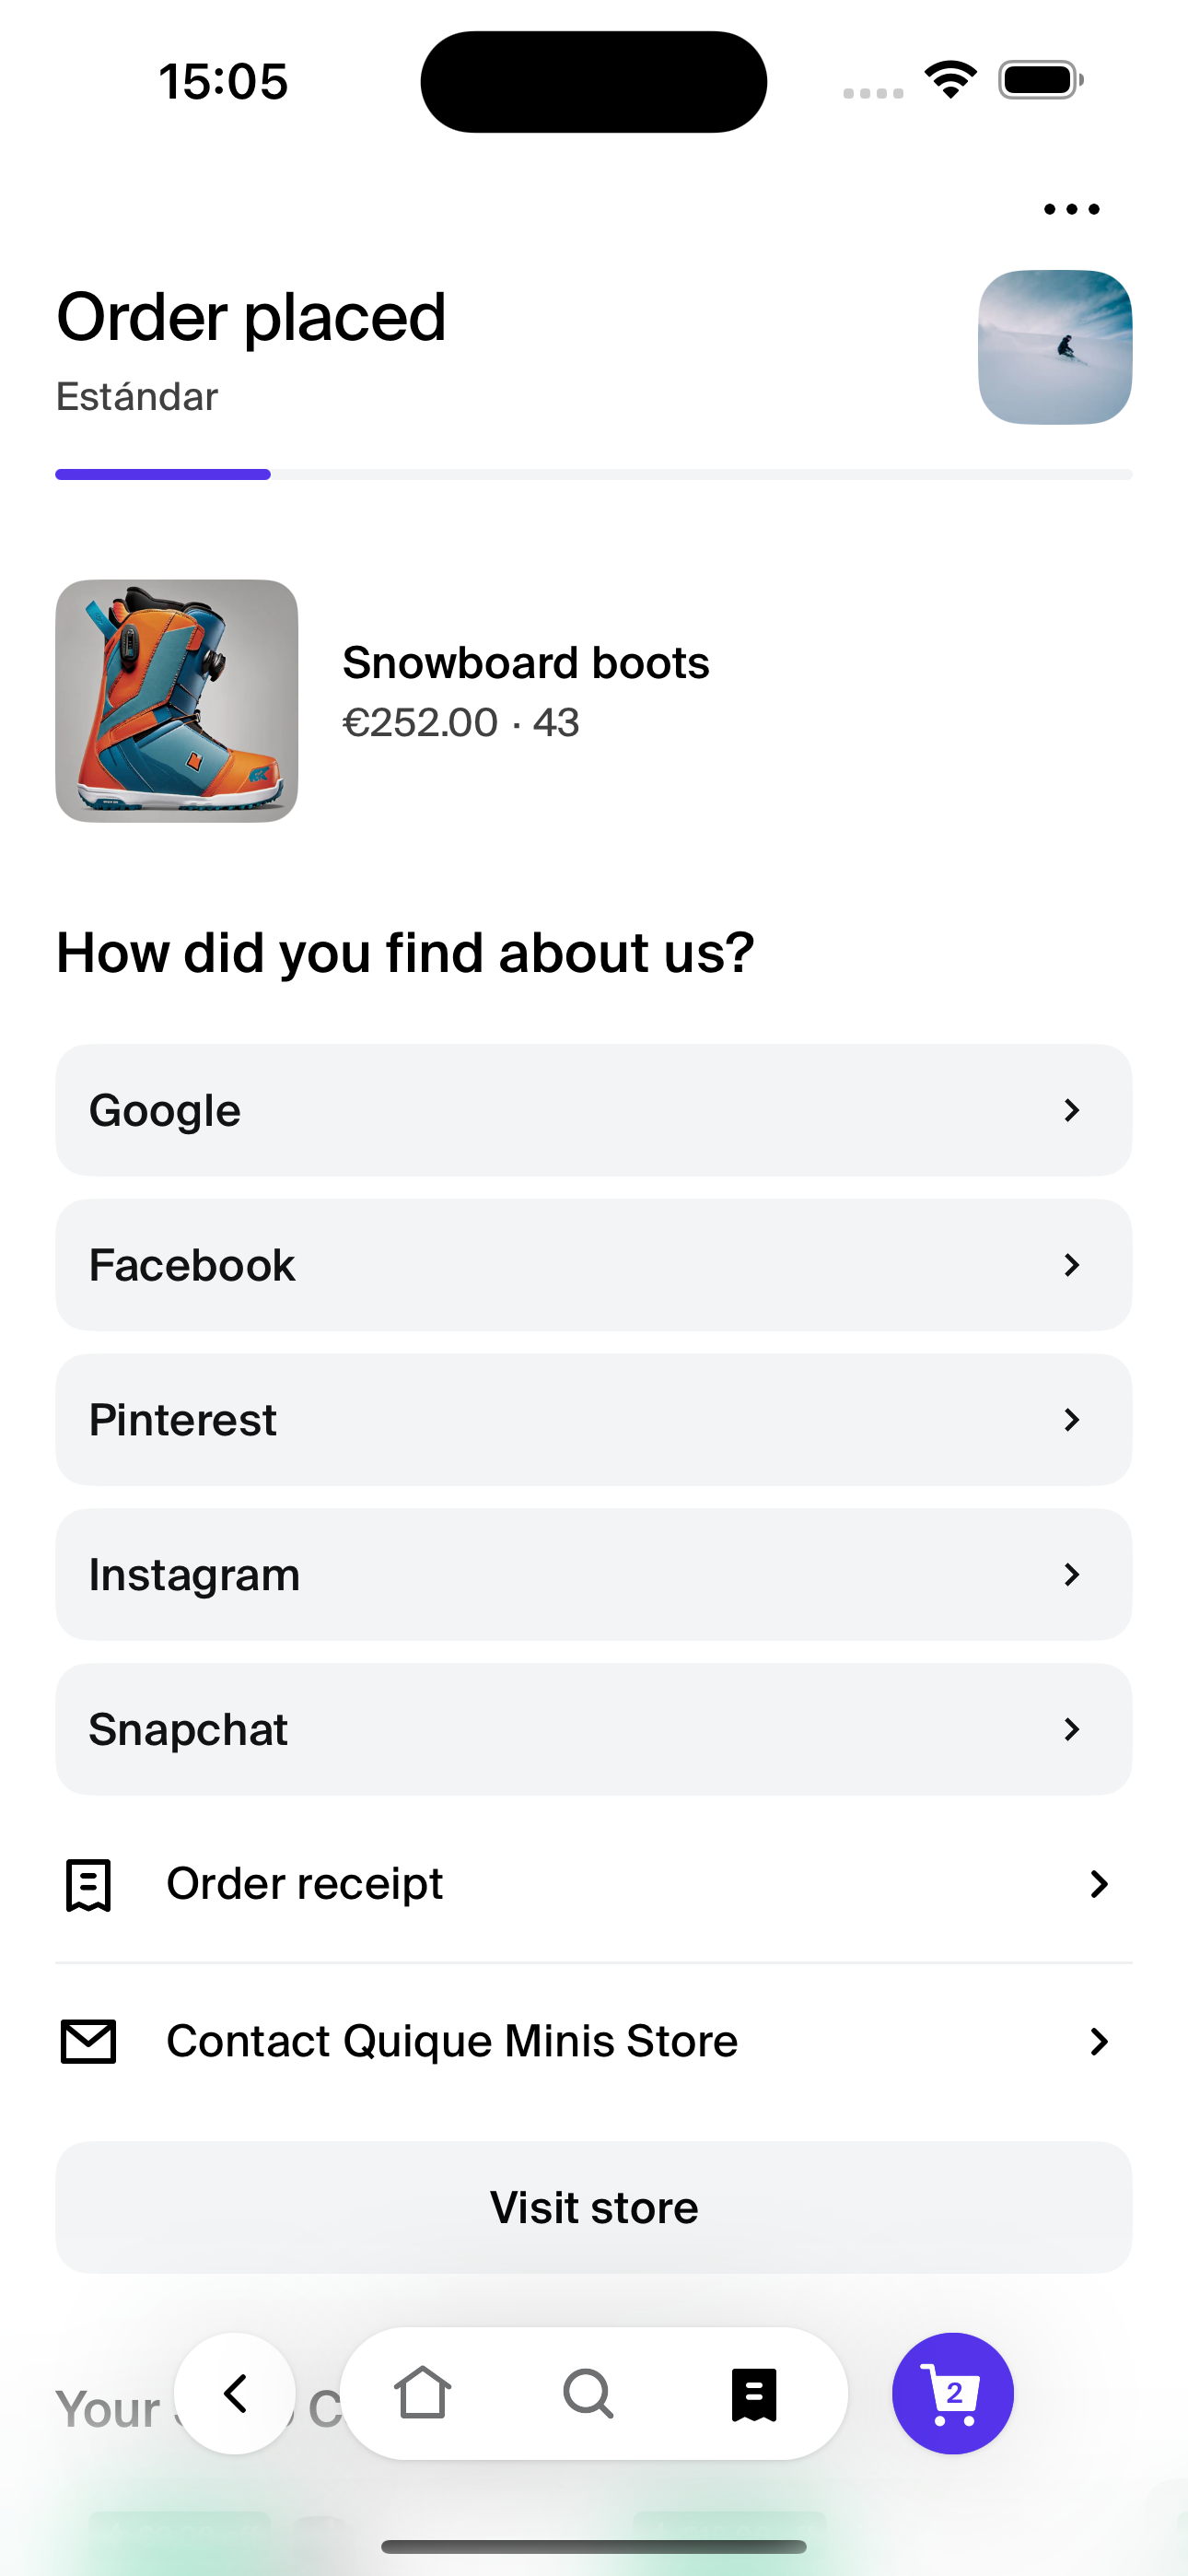 15:05
Order placed
Estándar
Snowboard boots
€252.00 · 43
How did you find about us?
Google
Facebook
Pinterest
Instagram
Snapchat
Order receipt
Contact Quique Minis Store
Visit store
Your
2